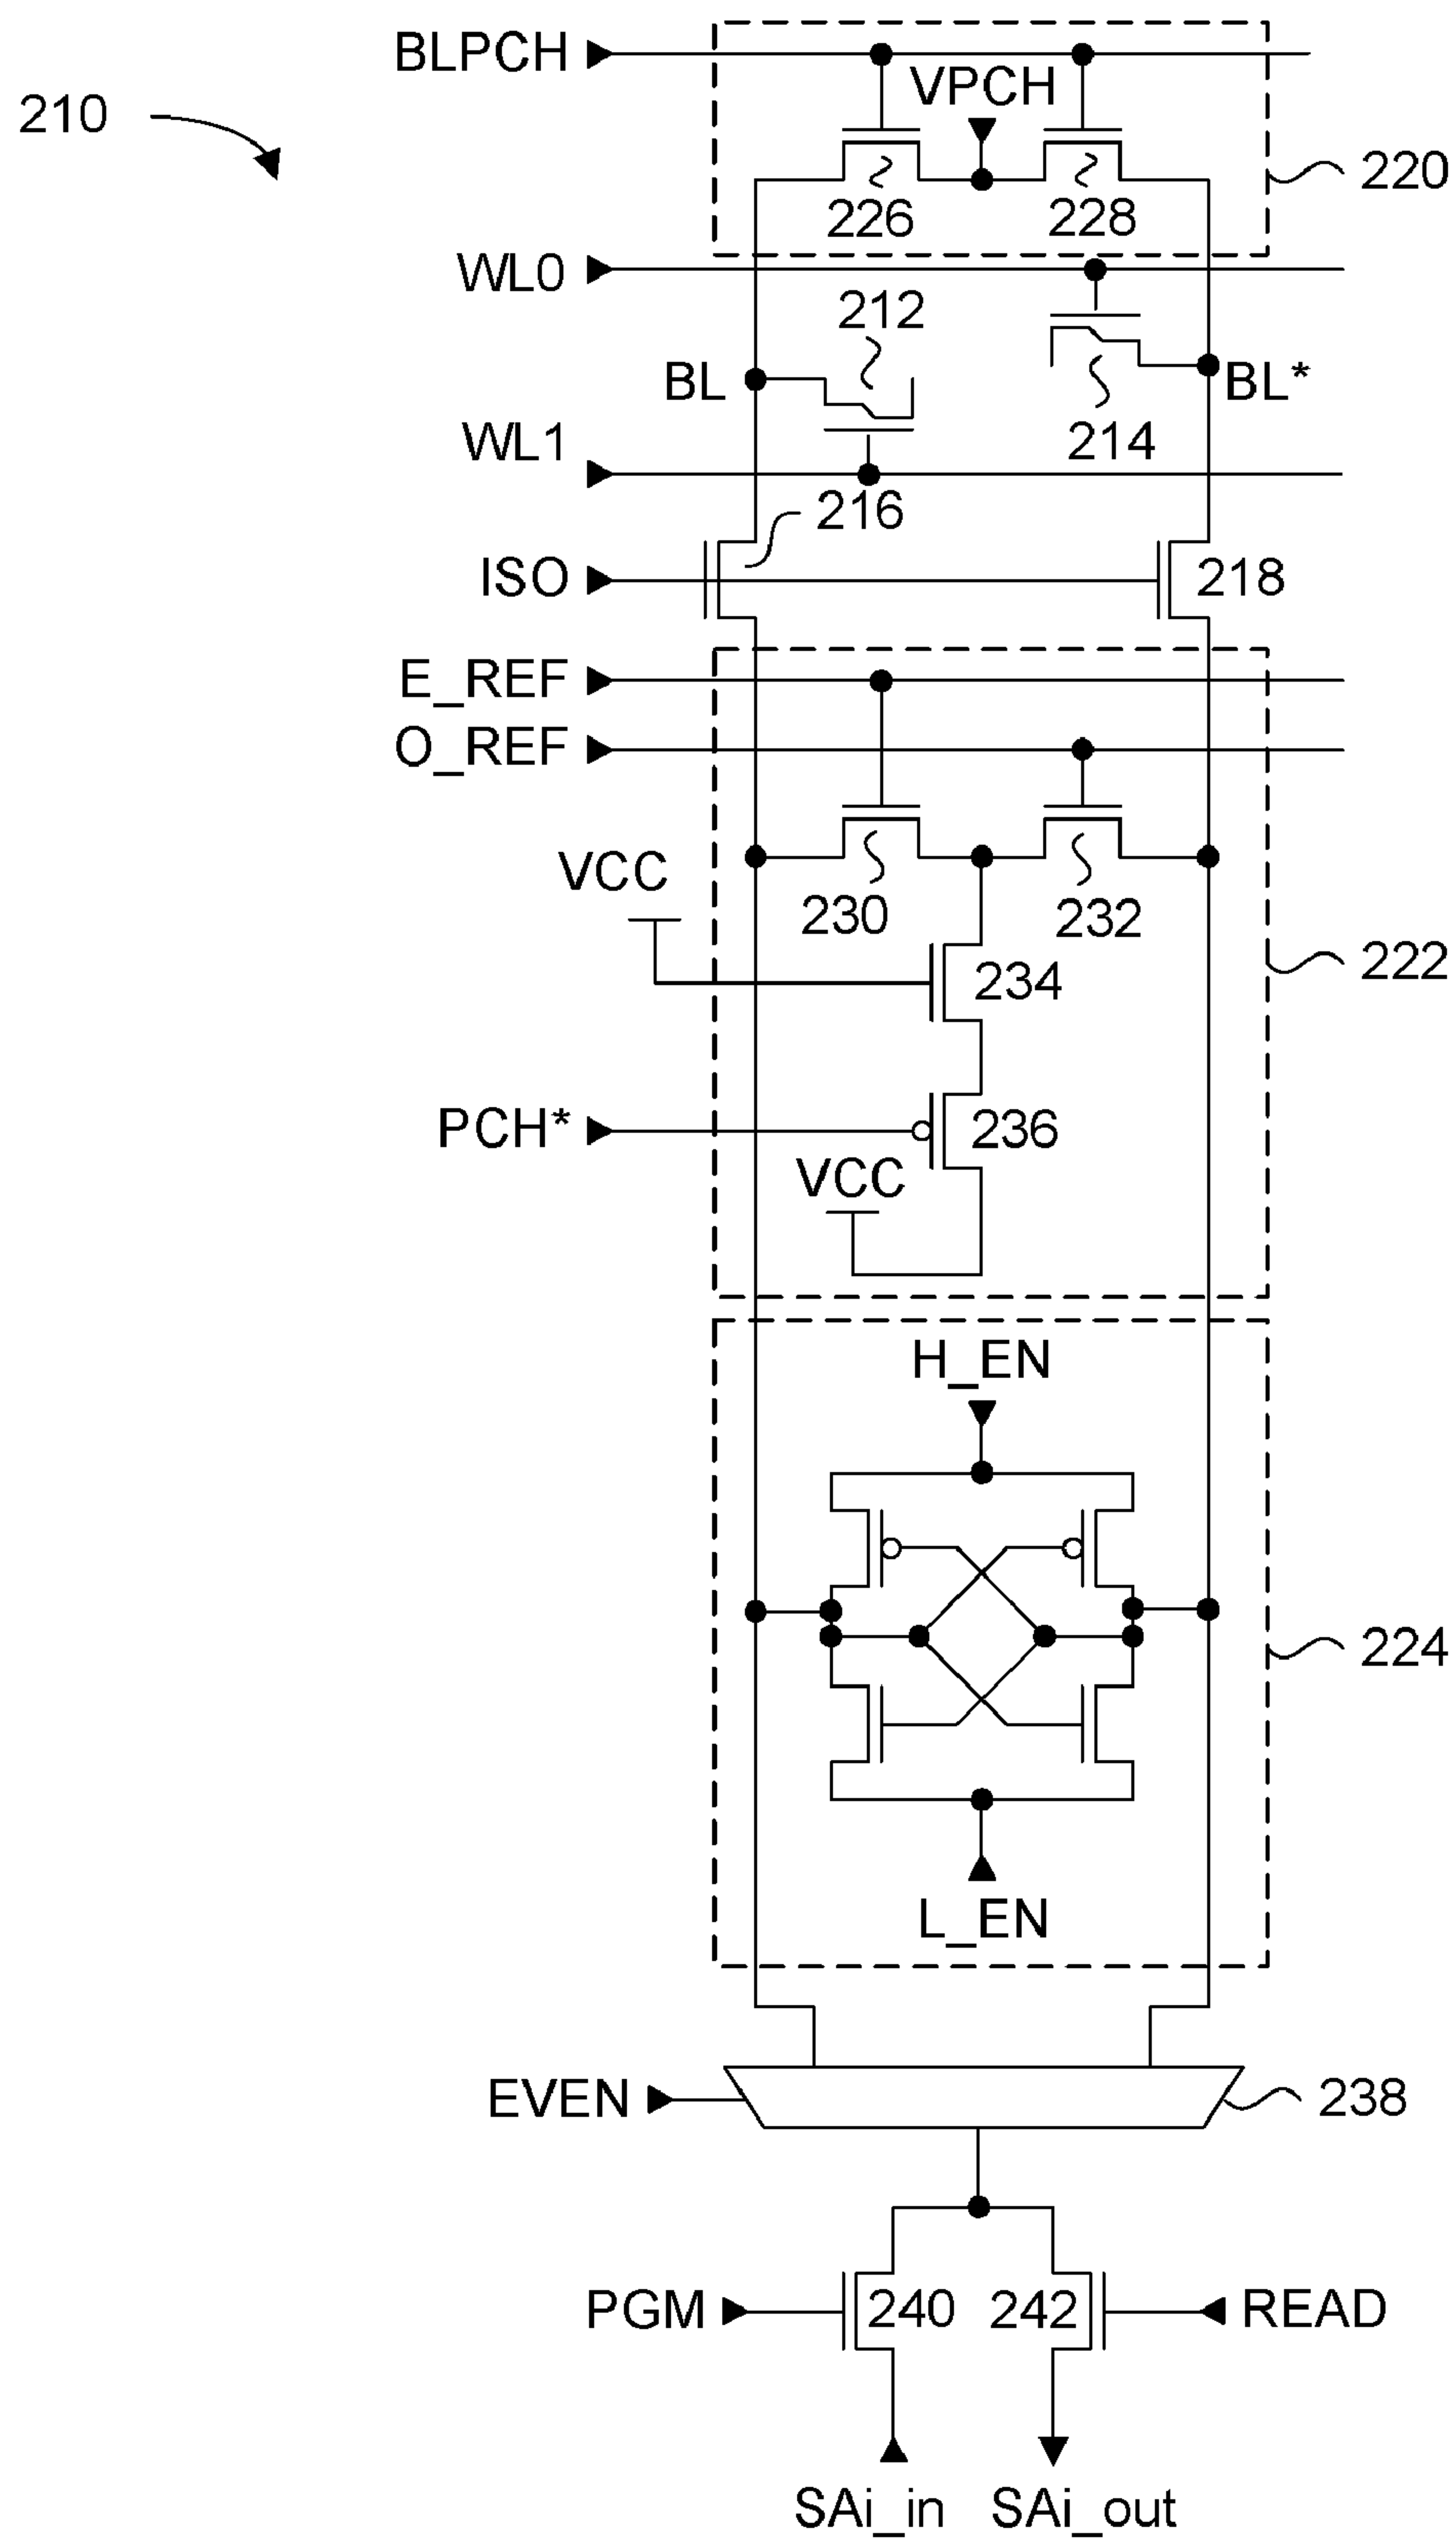 BLPCH
VPCH
210
220
226
228
WL0
212
BL
BL*
WL1
214
216
ISO
218
E_REF
O_REF
VCC
230
232
222
234
PCH*
236
VCC
H_EN
224
L_EN
EVEN
238
PGM
240
242
READ
SAi_in
SAi_out